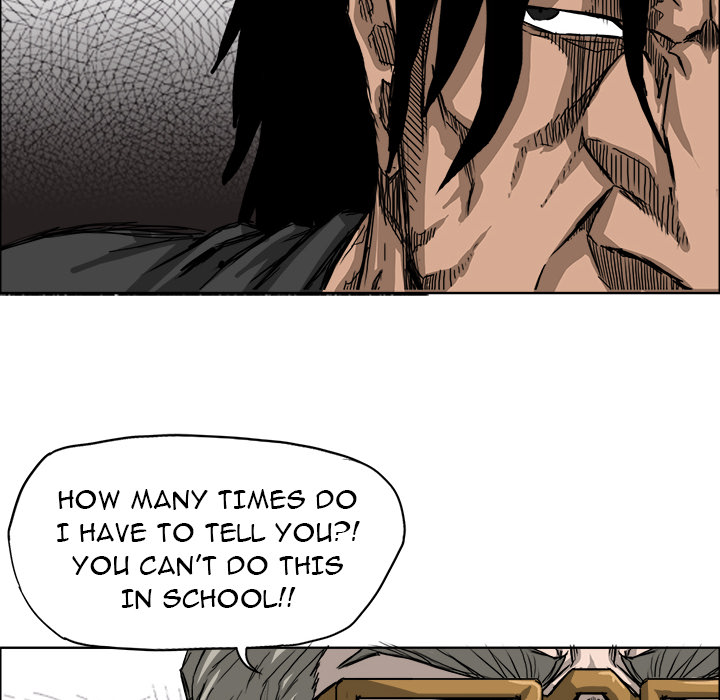 HOW MANY TIMES DO
I HAVE TO TELL YOU?!
YOU CAN'T DO THIS
IN SCHOOL!!